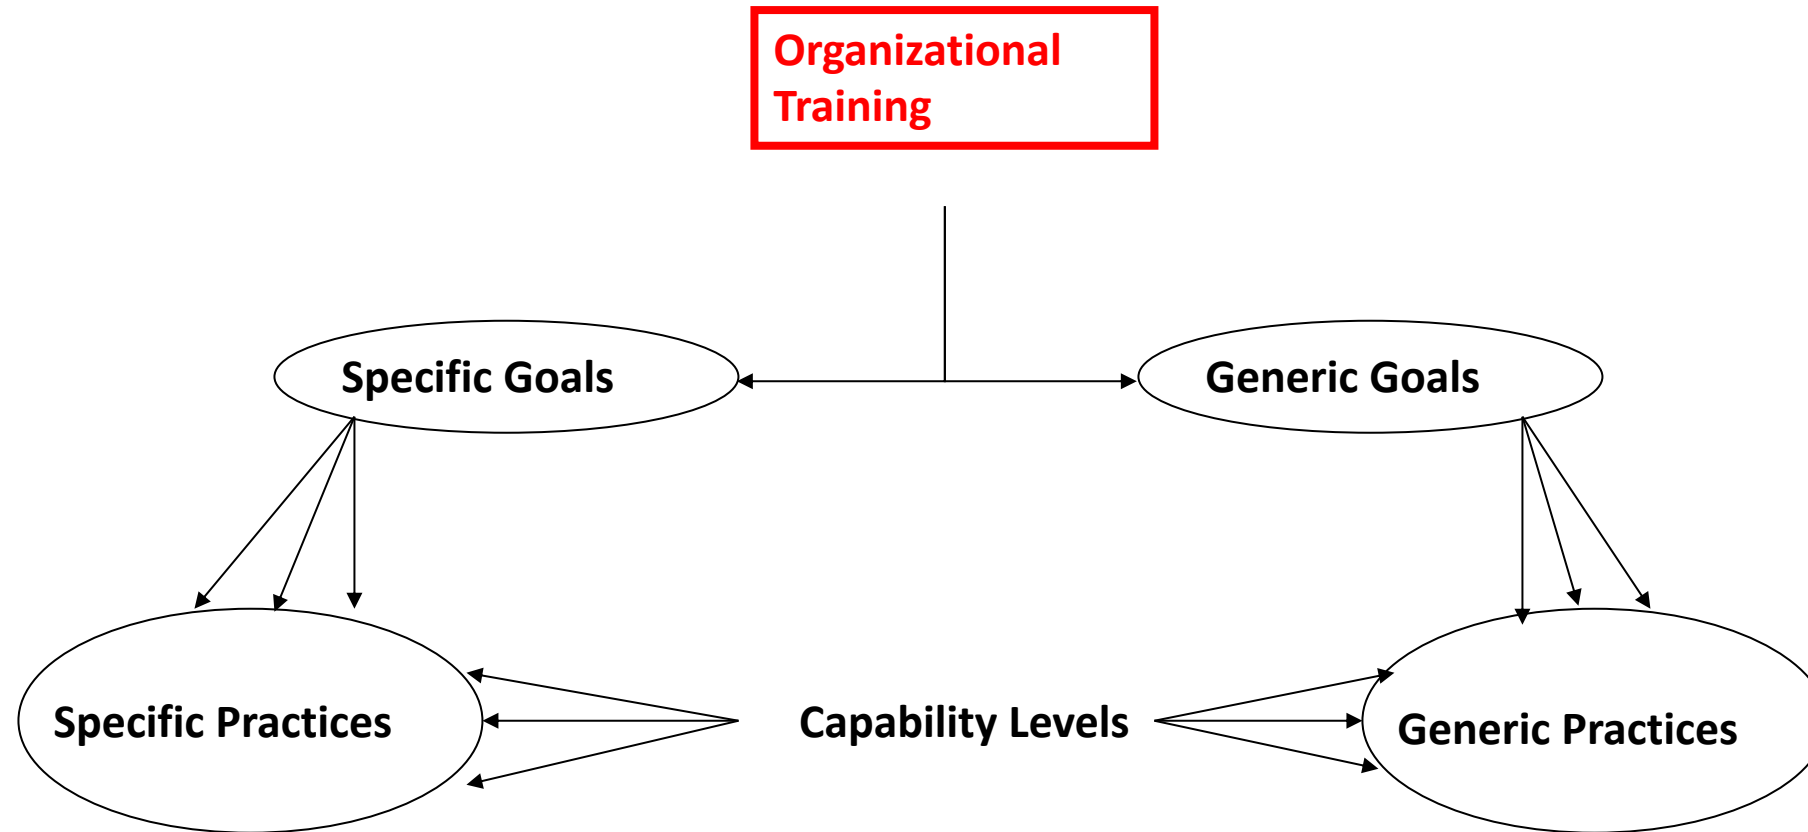 Organizational
Training
Specific Goals
Generic Goals
Specific Practices
Capability Levels
Generic Practices